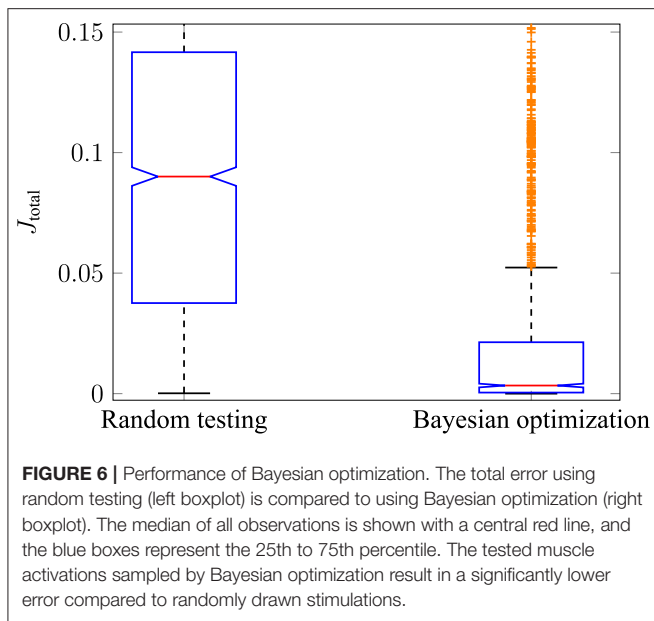 0.15
0.1
0.05
0
J_total
Random testing
Bayesian optimization
FIGURE 6 | Performance of Bayesian optimization. The total error using
random testing (left boxplot) is compared to using Bayesian optimization (right
boxplot). The median of all observations is shown with a central red line, and
the blue boxes represent the 25th to 75th percentile. The tested muscle
activations sampled by Bayesian optimization result in a significantly lower
error compared to randomly drawn stimulations.